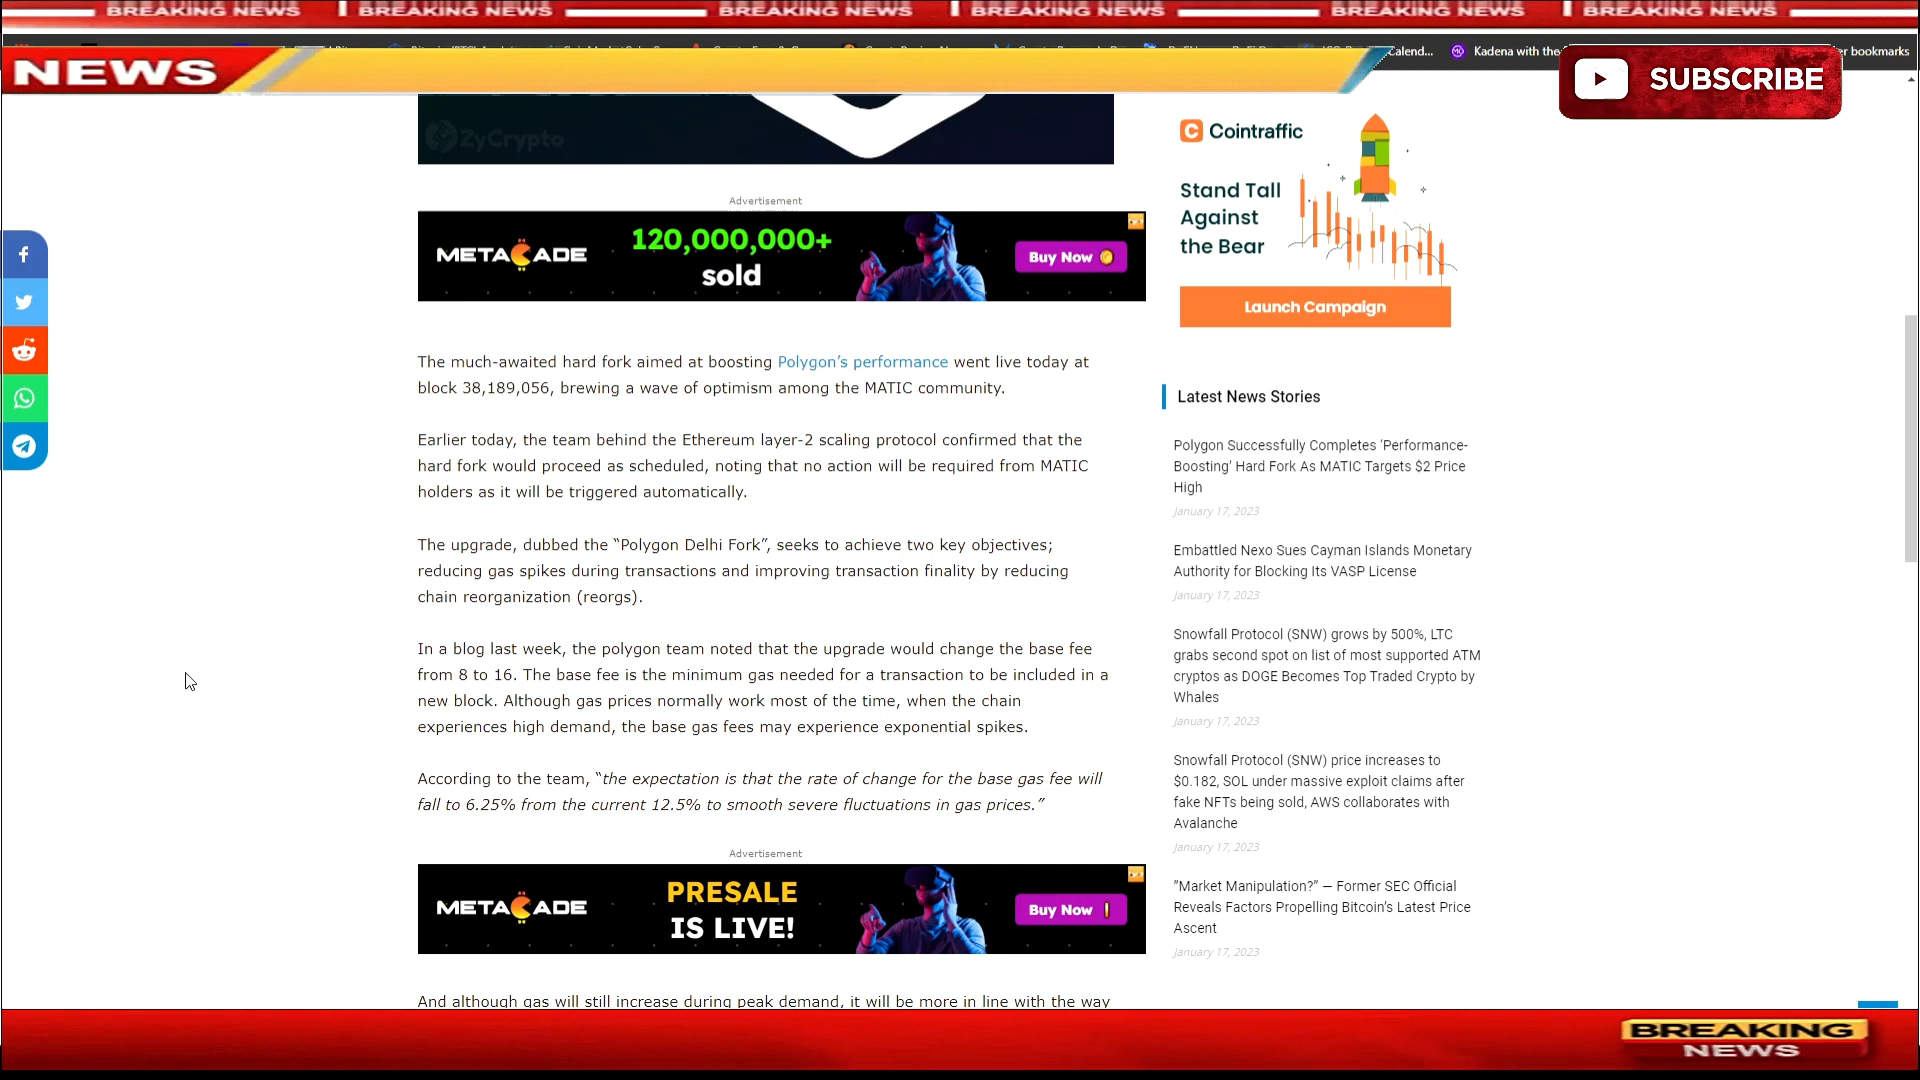 BREAKING NEWS BREAKING NEWS BREAKING NEWS BREAKING NEWS BREAKING NEWS BREAKING NEWS
Calend... Kadena with the er bookmarks
NEWS
SUBSCRIBE
ZyCrypto
Advertisement
METACADE
120,000,000+
sold
Buy Now
The much-awaited hard fork aimed at boosting Polygon’s performance went live today at
block 38,189,056, brewing a wave of optimism among the MATIC community.
Earlier today, the team behind the Ethereum layer-2 scaling protocol confirmed that the
hard fork would proceed as scheduled, noting that no action will be required from MATIC
holders as it will be triggered automatically.
The upgrade, dubbed the “Polygon Delhi Fork”, seeks to achieve two key objectives;
reducing gas spikes during transactions and improving transaction finality by reducing
chain reorganization (reorgs).
In a blog last week, the polygon team noted that the upgrade would change the base fee
from 8 to 16. The base fee is the minimum gas needed for a transaction to be included in a
new block. Although gas prices normally work most of the time, when the chain
experiences high demand, the base gas fees may experience exponential spikes.
According to the team, “the expectation is that the rate of change for the base gas fee will
fall to 6.25% from the current 12.5% to smooth severe fluctuations in gas prices.”
Advertisement
METACADE
PRESALE
IS LIVE!
Buy Now
And although gas will still increase during peak demand, it will be more in line with the way
Cointraffic
Stand Tall
Against
the Bear
Launch Campaign
Latest News Stories
Polygon Successfully Completes ‘Performance-
Boosting’ Hard Fork As MATIC Targets $2 Price
High
January 17, 2023
Embattled Nexo Sues Cayman Islands Monetary
Authority for Blocking Its VASP License
January 17, 2023
Snowfall Protocol (SNW) grows by 500%, LTC
grabs second spot on list of most supported ATM
cryptos as DOGE Becomes Top Traded Crypto by
Whales
January 17, 2023
Snowfall Protocol (SNW) price increases to
$0.182, SOL under massive exploit claims after
fake NFTs being sold, AWS collaborates with
Avalanche
January 17, 2023
”Market Manipulation?” — Former SEC Official
Reveals Factors Propelling Bitcoin’s Latest Price
Ascent
January 17, 2023
BREAKING
NEWS